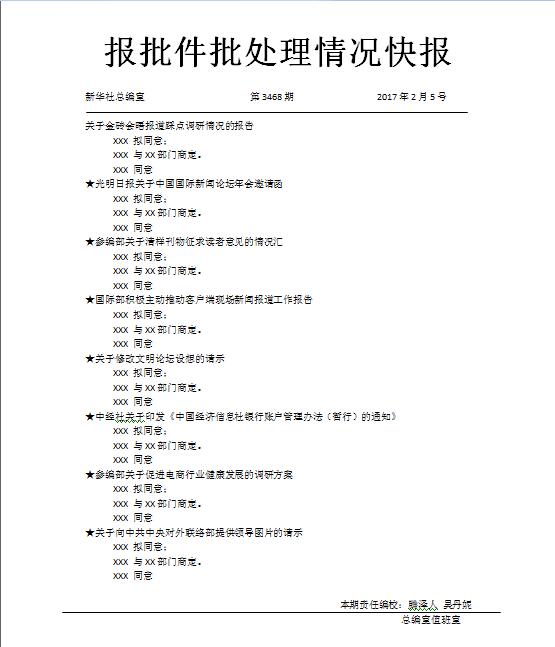 报批件批处理情况快报
新华社总编室 第 3468 期 2017 年 2 月 5 号
关于金砖会晤报道踩点调研情况的报告
XXX 拟同意；
XXX 与 XX 部门商定。
XXX 同意
★光明日报关于中国国际新闻论坛年会邀请函
XXX 拟同意；
XXX 与 XX 部门商定。
XXX 同意
★参编部关于清样刊物征求读者意见的情况汇
XXX 拟同意；
XXX 与 XX 部门商定。
XXX 同意
★国际部积极主动推动客户端现场新闻报道工作报告
XXX 拟同意；
XXX 与 XX 部门商定。
XXX 同意
★关于修改文明论坛设想的请示
XXX 拟同意；
XXX 与 XX 部门商定。
XXX 同意
★中经社关于印发《中国经济信息社银行账户管理办法（暂行）的通知》
XXX 拟同意；
XXX 与 XX 部门商定。
XXX 同意
★参编部关于促进电商行业健康发展的调研方案
XXX 拟同意；
XXX 与 XX 部门商定。
XXX 同意
★关于向中共中央对外联络部提供领导图片的请示
XXX 拟同意；
XXX 与 XX 部门商定。
XXX 同意
本期责任编校：滕泽人 吴丹妮
总编室值班室